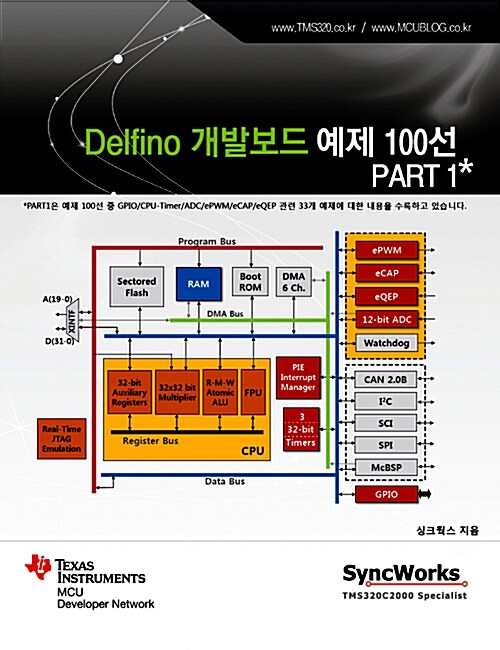 www.TMS320.co.kr / www.MCUBLOG.co.kr
Delfino 개발보드 예제 100선
PART 1*
*PART1은 예제 100선 중 GPIO/CPU-Timer/ADC/ePWM/eCAP/eQEP 관련 33개 예제에 대한 내용을 수록하고 있습니다.
Program Bus
Sectored
Flash
RAM
Boot
ROM
DMA
6 Ch.
A(19-0)
XINTF
D(31-0)
DMA Bus
ePWM
eCAP
eQEP
12-bit ADC
Watchdog
32-bit
Auxiliary
Registers
32x32 bit
Multiplier
R-M-W
Atomic
ALU
FPU
Register Bus
CPU
PIE
Interrupt
Manager
3
32-bit
Timers
CAN 2.0B
I²C
SCI
SPI
McBSP
GPIO
Real-Time
JTAG
Emulation
Data Bus
싱크웍스 지음
TEXAS
INSTRUMENTS
MCU
Developer Network
SyncWorks
TMS320C2000 Specialist